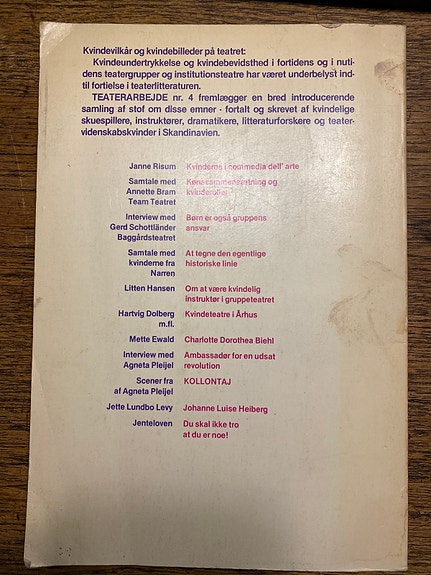 Kvindevilkår og kvindebilleder på teatret:
Kvindeundertrykkelse og kvindebevidsthed i fortidens og i nuti-
dens teatergrupper og institutionsteatre har været underbelyst ind-
til fortielse i teaterlitteraturen.
TEATERARBEJDE nr. 4 fremlægger en bred introducerende
samling af stof om disse emner - fortalt og skrevet af kvindelige
skuespillere, instruktører, dramatikere, litteraturforskere og teater-
videnskabskvinder i Skandinavien.
Janne Risum Kvinderne i commedia dell' arte
Samtale med Kønssammensætning og
Annette Bram kvinderoller
Team Teatret
Interview med Børn er også gruppens
Gerd Schottländer ansvar
Baggårdsteatret
Samtale med At tegne den egentlige
kvinderne fra historiske linie
Narren
Litten Hansen Om at være kvindelig
instruktør i gruppeteatret
Hartvig Dolberg Kvindeteatre i Århus
m.fl.
Mette Ewald Charlotte Dorothea Biehl
Interview med Ambassadør for en udsat
Agneta Pleijel revolution
Scener fra KOLLONTAJ
af Agneta Pleijel
Jette Lundbo Levy Johanne Luise Heiberg
Jenteloven Du skal ikke tro
at du er noe!